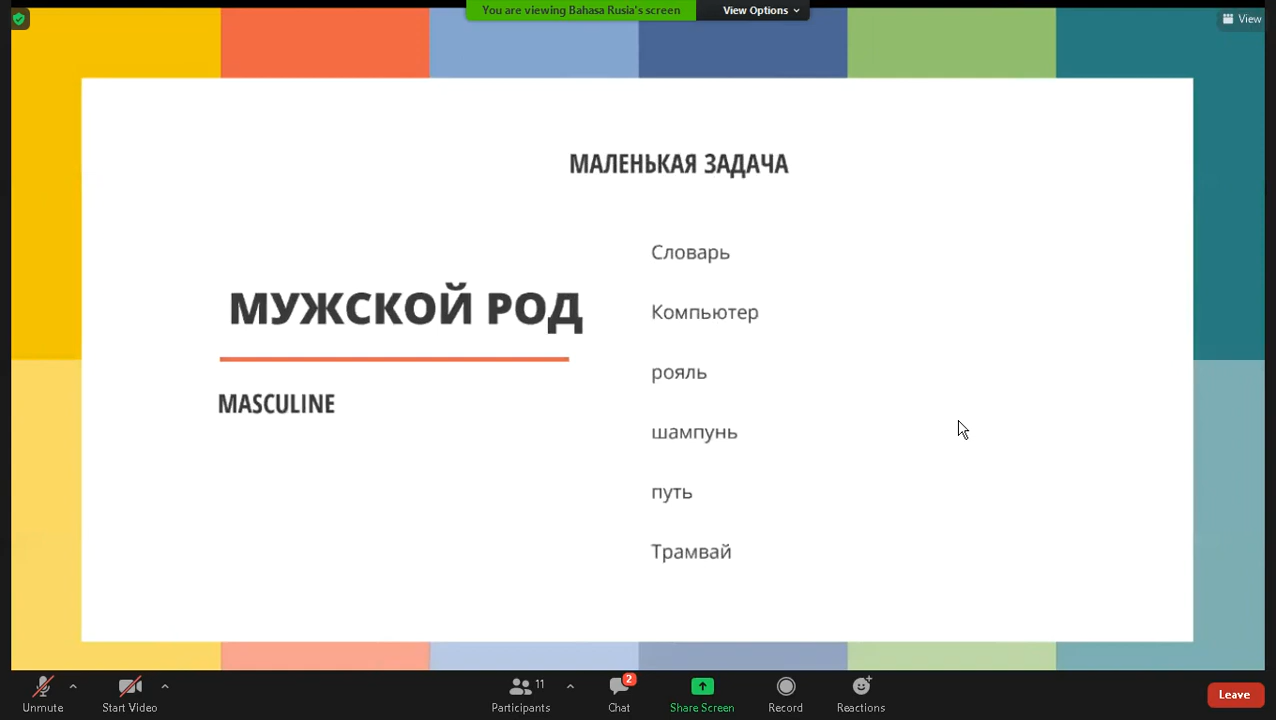 You are viewing Bahasa Rusia's screen
View Options
View
МАЛЕНЬКАЯ ЗАДАЧА
МУЖСКОЙ РОД
MASCULINE
Словарь
Компьютер
рояль
шампунь
путь
Трамвай
Unmute
Start Video
11
Participants
2
Chat
Share Screen
Record
Reactions
Leave